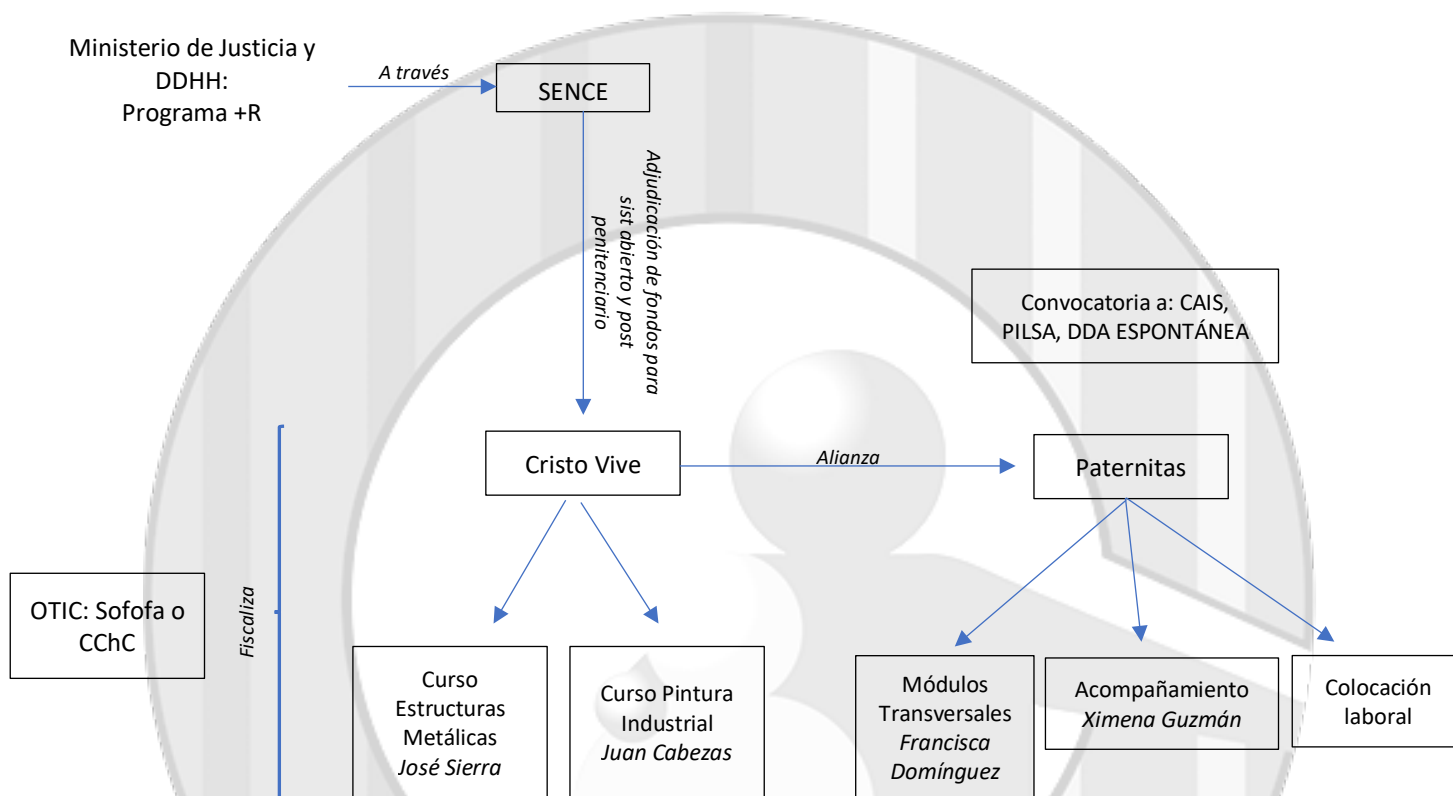 Ministerio de Justicia y
DDHH:
Programa +R
A través
SENCE
Adjudicación de fondos para
sist abierto y post
penitenciario
Convocatoria a: CAIS,
PILSA, DDA ESPONTÁNEA
Cristo Vive
Alianza
Paternitas
OTIC: Sofofa o
CChC
Fiscaliza
Curso
Estructuras
Metálicas
José Sierra
Curso Pintura
Industrial
Juan Cabezas
Módulos
Transversales
Francisca
Domínguez
Acompañamiento
Ximena Guzmán
Colocación
laboral